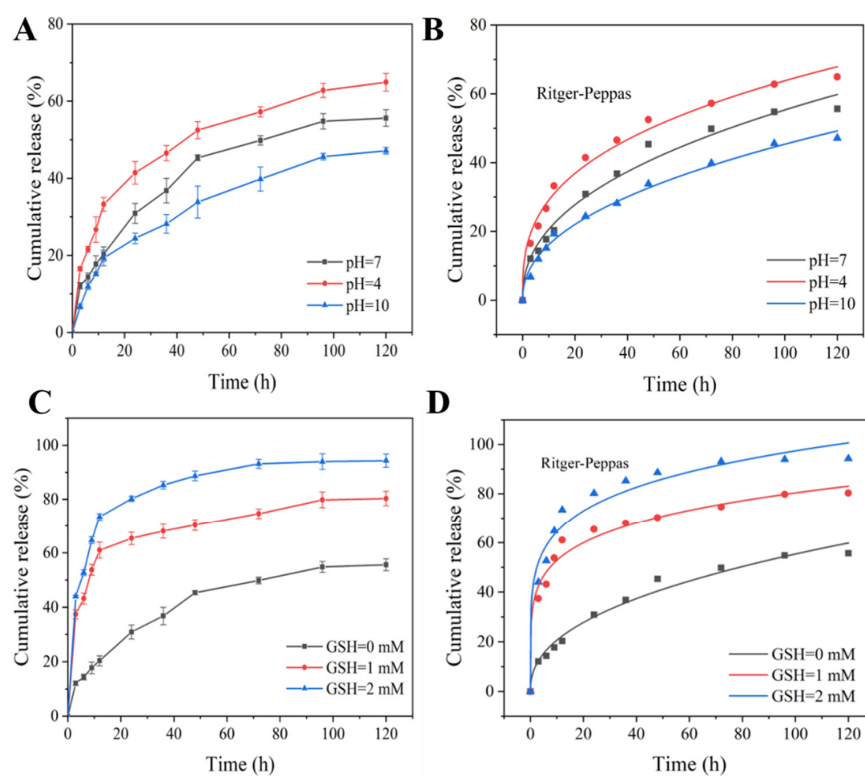 A
80
60
40
20
0
Cumulative release (%)
pH=7
pH=4
pH=10
0 20 40 60 80 100 120
Time (h)
B
80
60
40
20
0
Cumulative release (%)
Ritger-Peppas
pH=7
pH=4
pH=10
0 20 40 60 80 100 120
Time (h)
C
100
80
60
40
20
0
Cumulative release (%)
GSH=0 mM
GSH=1 mM
GSH=2 mM
0 20 40 60 80 100 120
Time (h)
D
100
80
60
40
20
0
Cumulative release (%)
Ritger-Peppas
GSH=0 mM
GSH=1 mM
GSH=2 mM
0 20 40 60 80 100 120
Time (h)